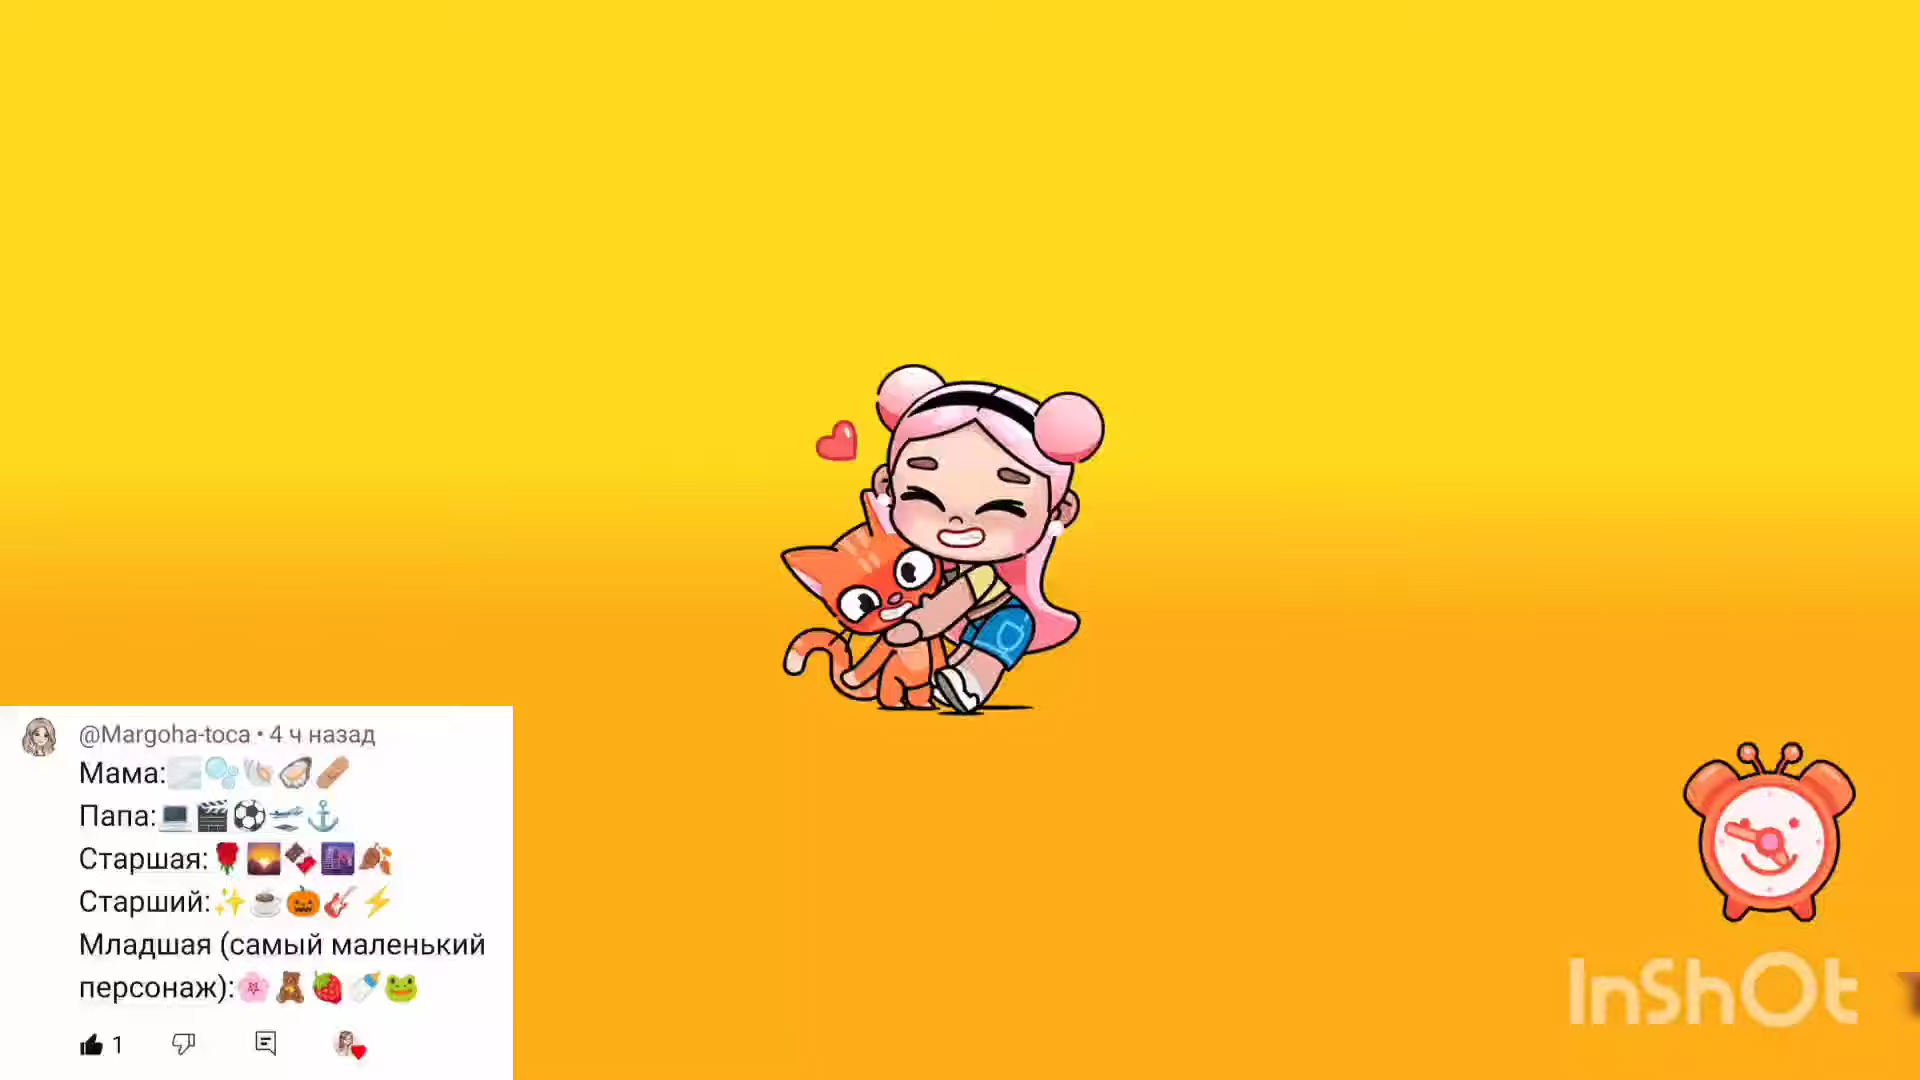 @Margoha-toca • 4 ч назад
Мама:🌫️🫧🐚🦪🩹
Папа:💻🎬⚽🛫⚓
Старшая:🌹🌅🍫🌆🍂
Старший:✨☕🎃🎸⚡
Младшая (самый маленький
персонаж):🌸🧸🍓🍼🐸
1
InShOt